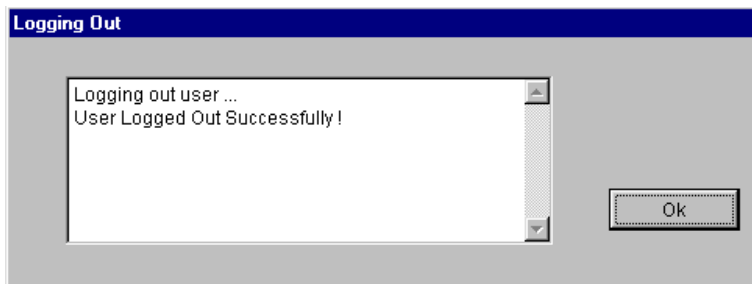 Logging Out
Logging out user ...
User Logged Out Successfully !
Ok